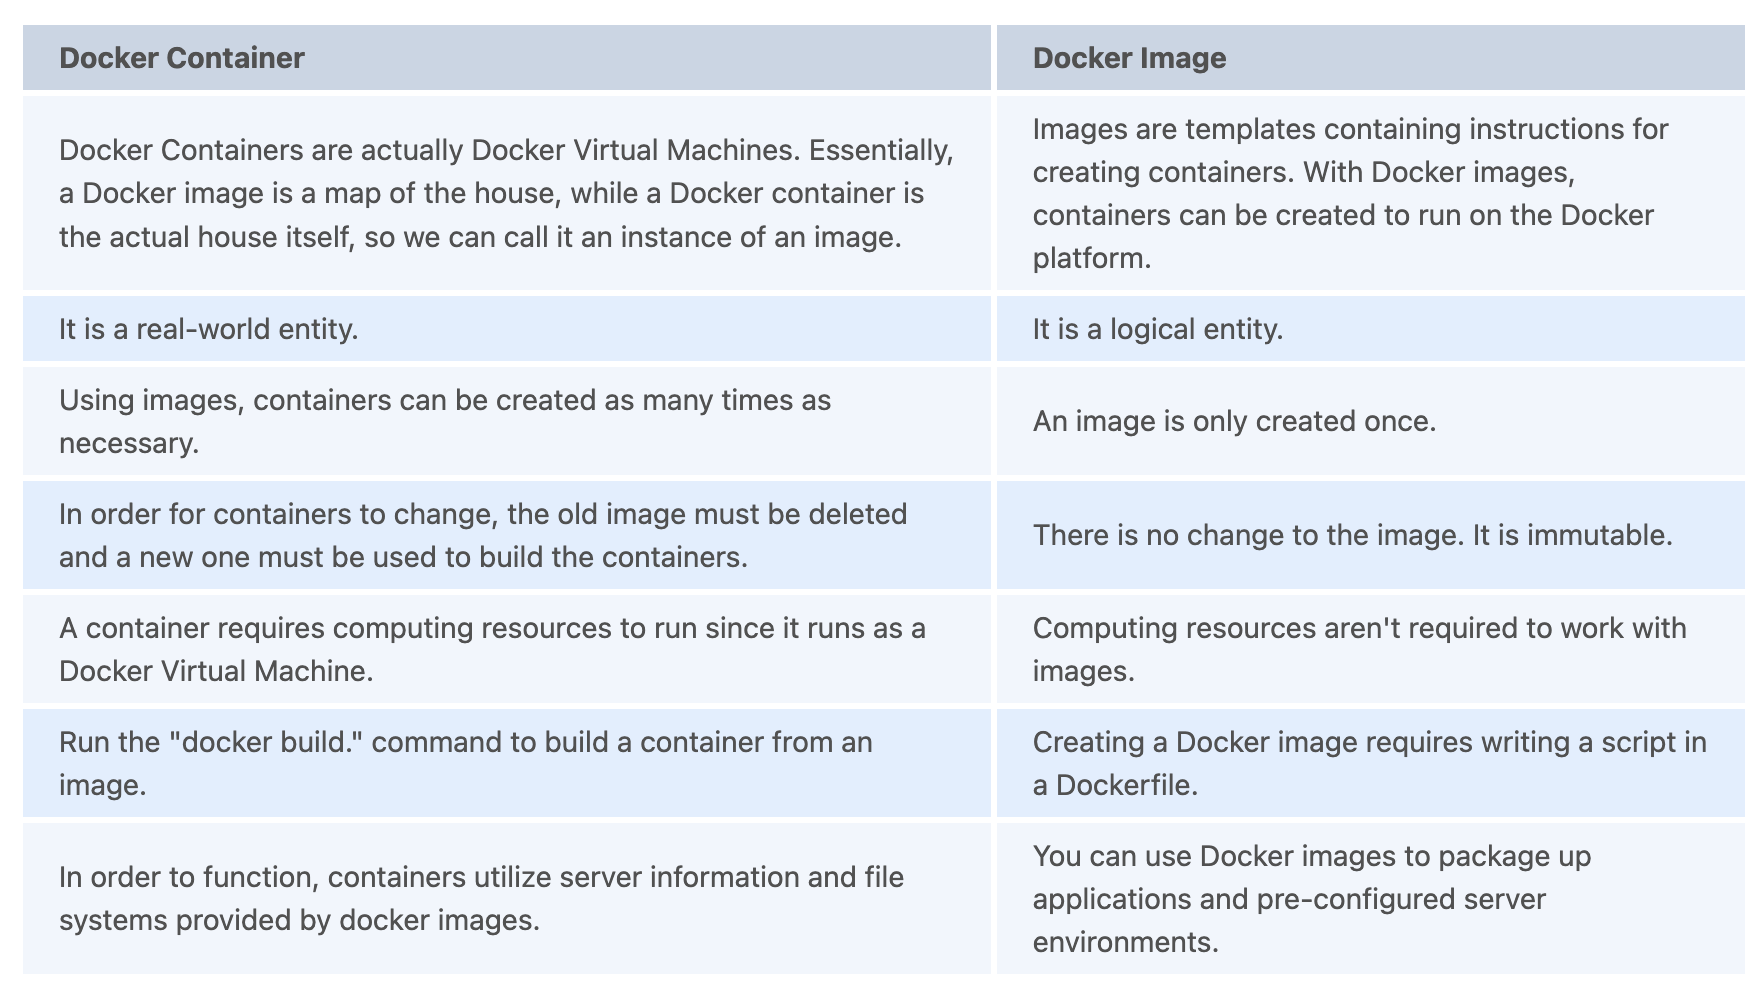 Docker Container
Docker Image
Docker Containers are actually Docker Virtual Machines. Essentially,
a Docker image is a map of the house, while a Docker container is
the actual house itself, so we can call it an instance of an image.
Images are templates containing instructions for
creating containers. With Docker images,
containers can be created to run on the Docker
platform.
It is a real-world entity.
It is a logical entity.
Using images, containers can be created as many times as
necessary.
An image is only created once.
In order for containers to change, the old image must be deleted
and a new one must be used to build the containers.
There is no change to the image. It is immutable.
A container requires computing resources to run since it runs as a
Docker Virtual Machine.
Computing resources aren't required to work with
images.
Run the "docker build." command to build a container from an
image.
Creating a Docker image requires writing a script in
a Dockerfile.
In order to function, containers utilize server information and file
systems provided by docker images.
You can use Docker images to package up
applications and pre-configured server
environments.